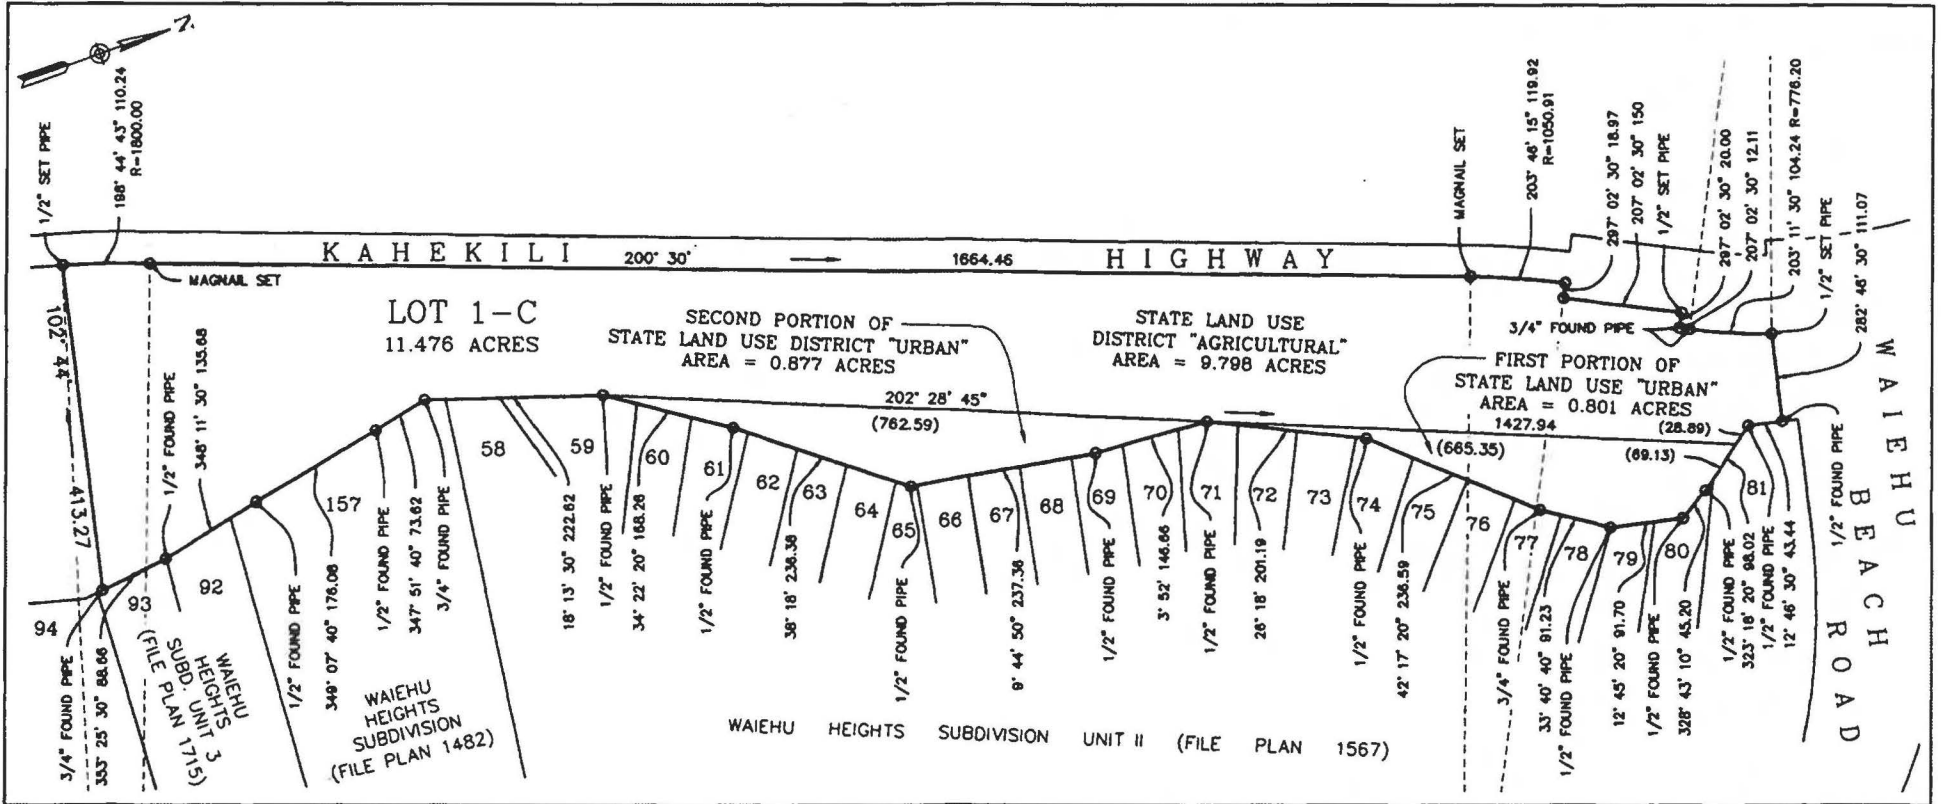 Z
1/2" SET PIPE
198° 44' 43" 110.24
R=1800.00
KAHEKILI
200° 30'
1664.46
HIGHWAY
MAGNAIL SET
MAGNAIL SET
203° 46' 15" 119.92
R=1050.91
297° 02' 30" 18.97
207° 02' 30" 150
1/2" SET PIPE
297° 02' 30" 20.00
207° 02' 30" 12.11
203° 11' 30" 104.24 R=776.20
1/2" SET PIPE
282° 46' 30" 111.07
3/4" FOUND PIPE
LOT 1-C
11.476 ACRES
SECOND PORTION OF
STATE LAND USE DISTRICT "URBAN"
AREA = 0.877 ACRES
STATE LAND USE
DISTRICT "AGRICULTURAL"
AREA = 9.798 ACRES
FIRST PORTION OF
STATE LAND USE "URBAN"
AREA = 0.801 ACRES
202° 28' 45"
(762.59)
1427.94
(665.35)
(28.89)
(69.13)
102° 44'
413.27
1/2" FOUND PIPE
348° 11' 30" 135.68
94
93
92
157
58
59
60
61
62
63
64
65
66
67
68
69
70
71
72
73
74
75
76
77
78
79
80
81
3/4" FOUND PIPE
353° 25' 30" 88.66
WAIEHU
HEIGHTS
SUBD. UNIT 3
(FILE PLAN 1715)
1/2" FOUND PIPE
349° 07' 40" 176.08
1/2" FOUND PIPE
347° 51' 40" 73.62
3/4" FOUND PIPE
WAIEHU
HEIGHTS
SUBDIVISION
(FILE PLAN 1482)
18° 13' 30" 222.62
1/2" FOUND PIPE
34° 22' 20" 168.26
1/2" FOUND PIPE
38° 18' 236.38
1/2" FOUND PIPE
9° 44' 50" 237.36
1/2" FOUND PIPE
3° 52' 146.66
1/2" FOUND PIPE
26° 18' 201.19
1/2" FOUND PIPE
42° 17' 20" 236.59
3/4" FOUND PIPE
33° 40' 40" 91.23
1/2" FOUND PIPE
12° 45' 20" 91.70
1/2" FOUND PIPE
328° 43' 10" 45.20
1/2" FOUND PIPE
323° 18' 20" 98.02
1/2" FOUND PIPE
12° 46' 30" 43.44
1/2" FOUND PIPE
WAIEHU HEIGHTS SUBDIVISION UNIT II (FILE PLAN 1567)
WAIEHU
BEACH
ROAD